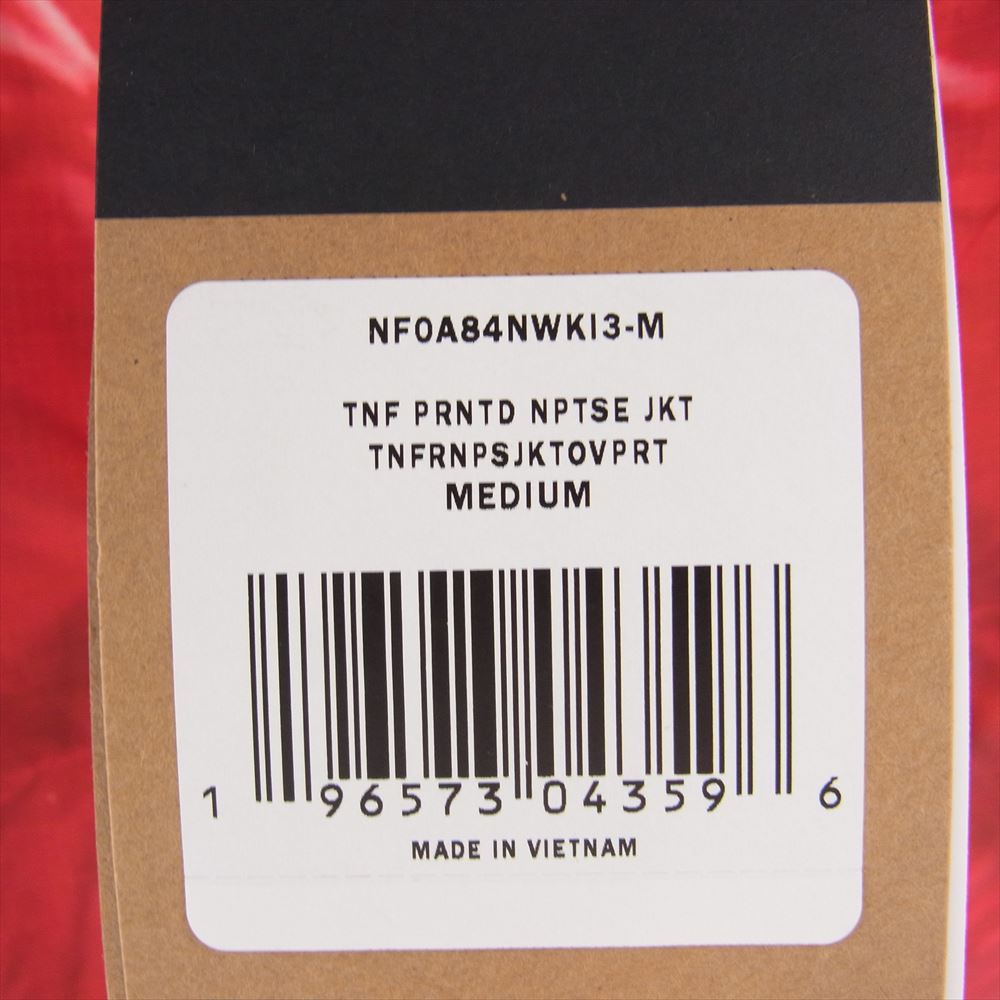 NF0A84NWKI3-M
TNF PRNTD NPTSE JKT
TNFRNPSJKTOVPRT
MEDIUM
1 96573 04359 6
MADE IN VIETNAM